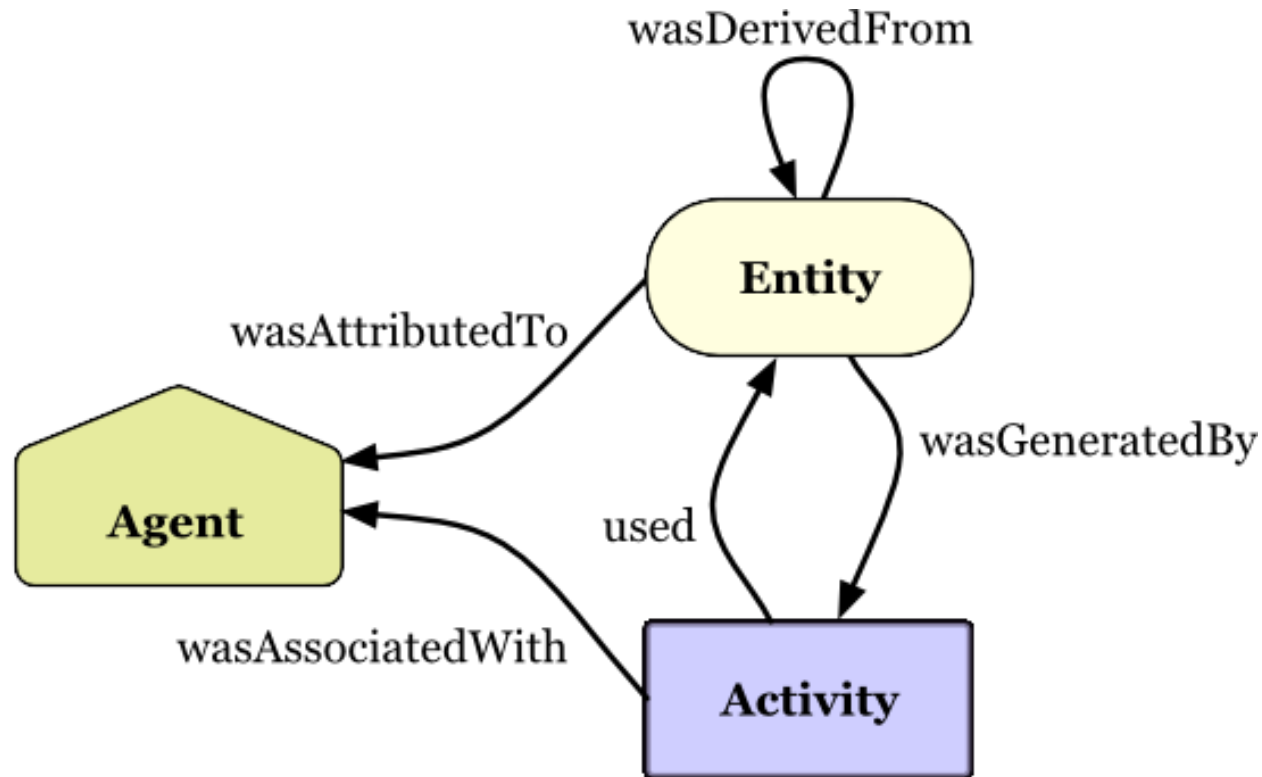 wasDerivedFrom
Entity
wasAttributedTo
wasGeneratedBy
Agent
used
wasAssociatedWith
Activity